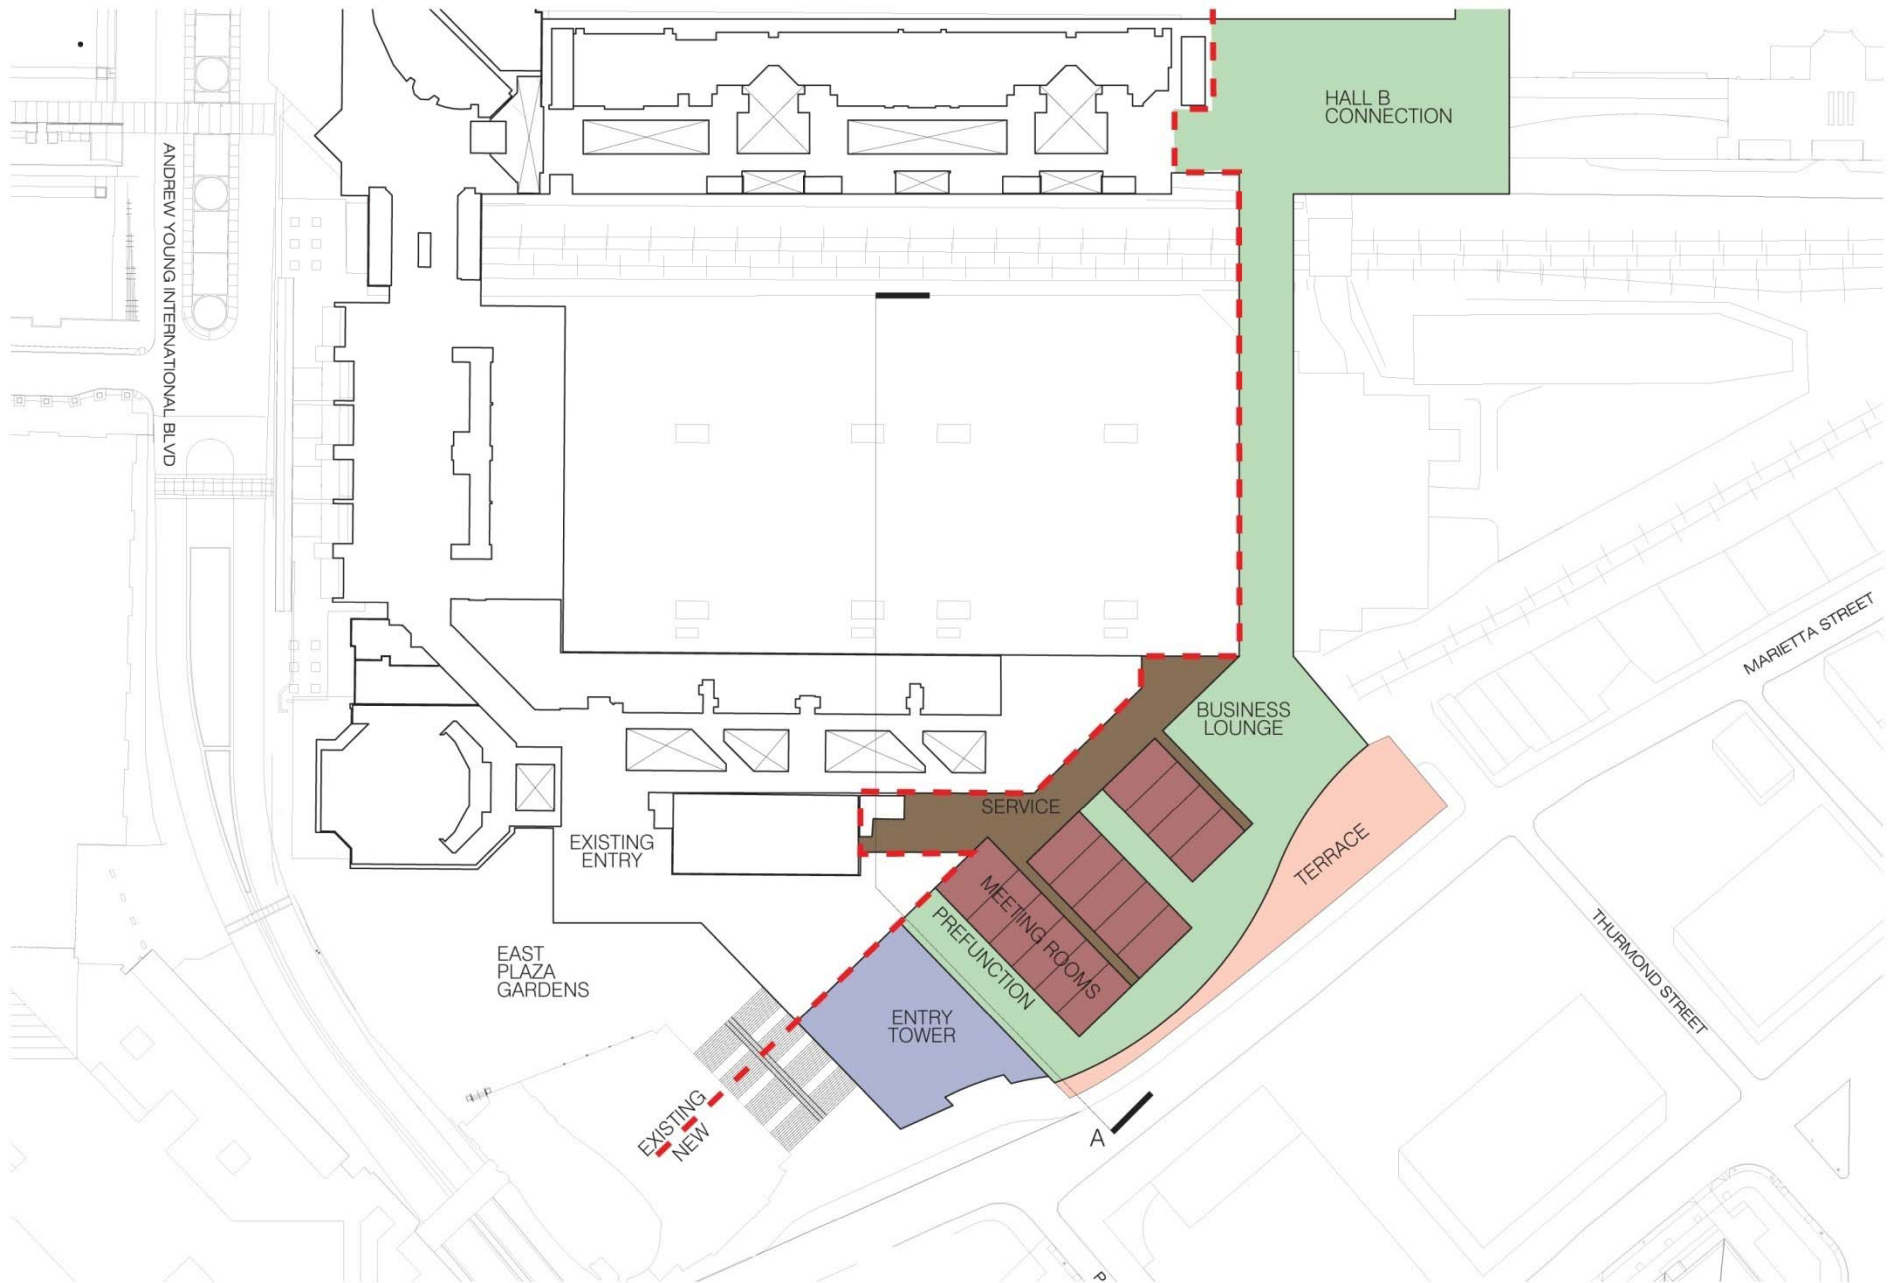 HALL B
CONNECTION
ANDREW YOUNG INTERNATIONAL BLVD
MARIETTA STREET
BUSINESS
LOUNGE
SERVICE
EXISTING
ENTRY
TERRACE
MEETING ROOMS
PREFUNCTION
EAST
PLAZA
GARDENS
ENTRY
TOWER
THURMOND STREET
EXISTING
NEW
A